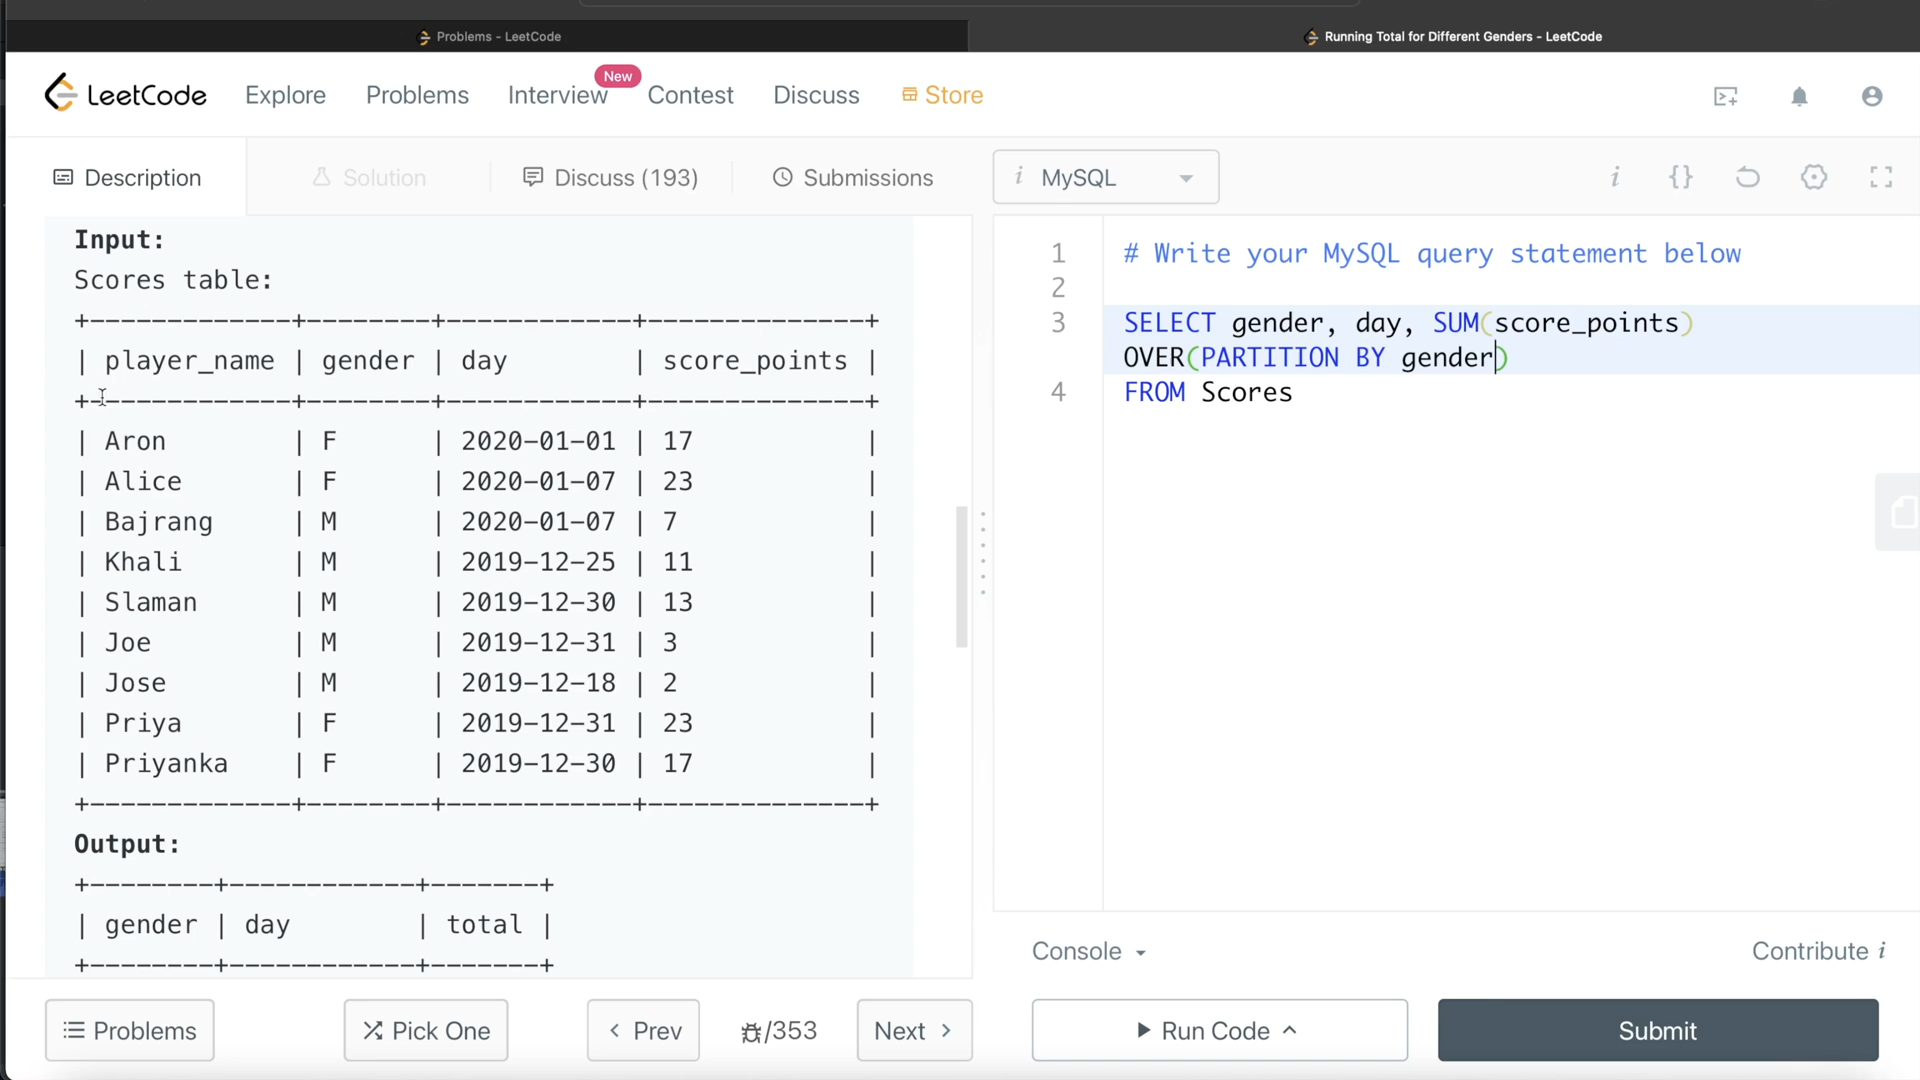 Problems - LeetCode
Running Total for Different Genders - LeetCode
LeetCode Explore Problems Interview New Contest Discuss Store
Description Solution Discuss (193) Submissions
Input:
Scores table:
+-------------+--------+------------+--------------+
| player_name | gender | day        | score_points |
+-------------+--------+------------+--------------+
| Aron        | F      | 2020-01-01 | 17           |
| Alice       | F      | 2020-01-07 | 23           |
| Bajrang     | M      | 2020-01-07 | 7            |
| Khali       | M      | 2019-12-25 | 11           |
| Slaman      | M      | 2019-12-30 | 13           |
| Joe         | M      | 2019-12-31 | 3            |
| Jose        | M      | 2019-12-18 | 2            |
| Priya       | F      | 2019-12-31 | 23           |
| Priyanka    | F      | 2019-12-30 | 17           |
+-------------+--------+------------+--------------+
Output:
+--------+------------+-------+
| gender | day        | total |
+--------+------------+-------+
Problems Pick One Prev /353 Next
i MySQL i {}
1 # Write your MySQL query statement below
2
3 SELECT gender, day, SUM(score_points)
OVER(PARTITION BY gender)
4 FROM Scores
Console Contribute i
Run Code Submit